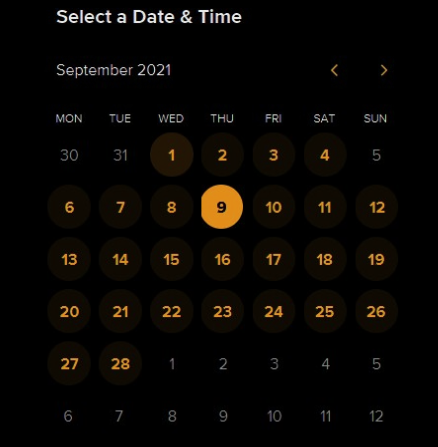 Select a Date & Time
September 2021
MON TUE WED THU FRI SAT SUN
30 31 1 2 3 4 5
6 7 8 9 10 11 12
13 14 15 16 17 18 19
20 21 22 23 24 25 26
27 28 1 2 3 4 5
6 7 8 9 10 11 12